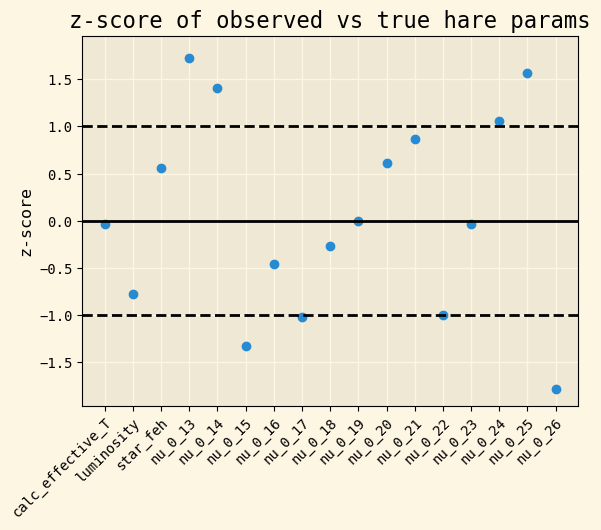 z-score of observed vs true hare params
z-score
1.5
1.0
0.5
0.0
−0.5
−1.0
−1.5
calc_effective_T
luminosity
star_feh
nu_0_13
nu_0_14
nu_0_15
nu_0_16
nu_0_17
nu_0_18
nu_0_19
nu_0_20
nu_0_21
nu_0_22
nu_0_23
nu_0_24
nu_0_25
nu_0_26